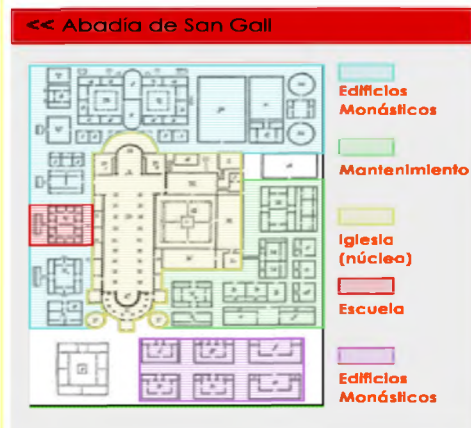 << Abadía de San Gall
Edificios
Monásticos
Mantenimiento
Iglesia
(núcleo)
Escuela
Edificios
Monásticos